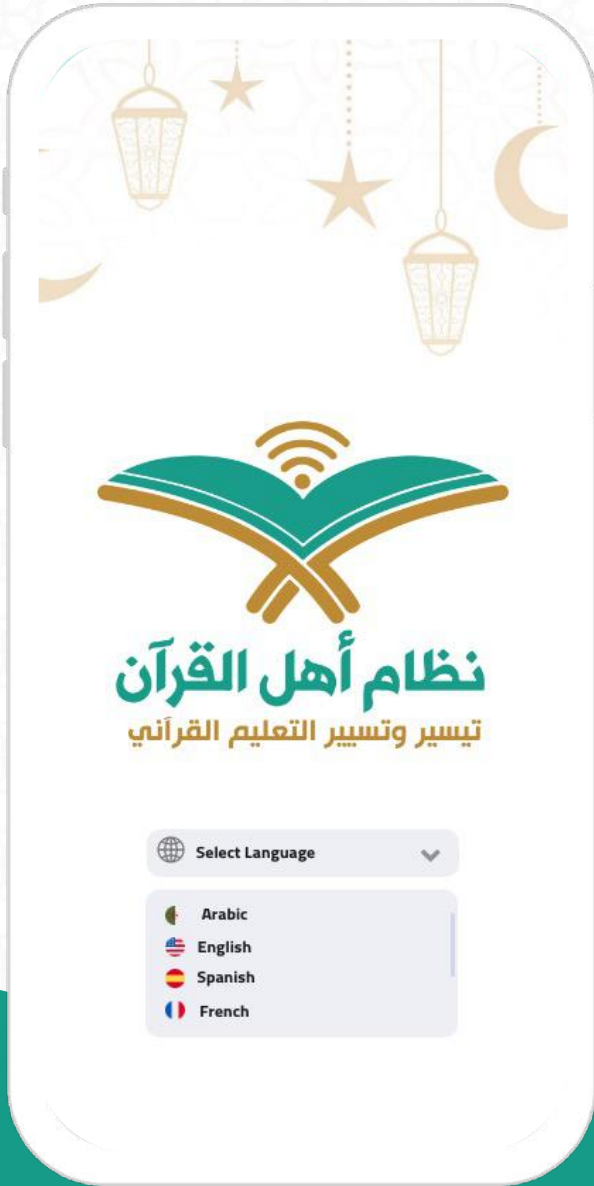 نظام أهل القرآن
تيسير وتسيير التعليم القرآني
Select Language
Arabic
English
Spanish
French